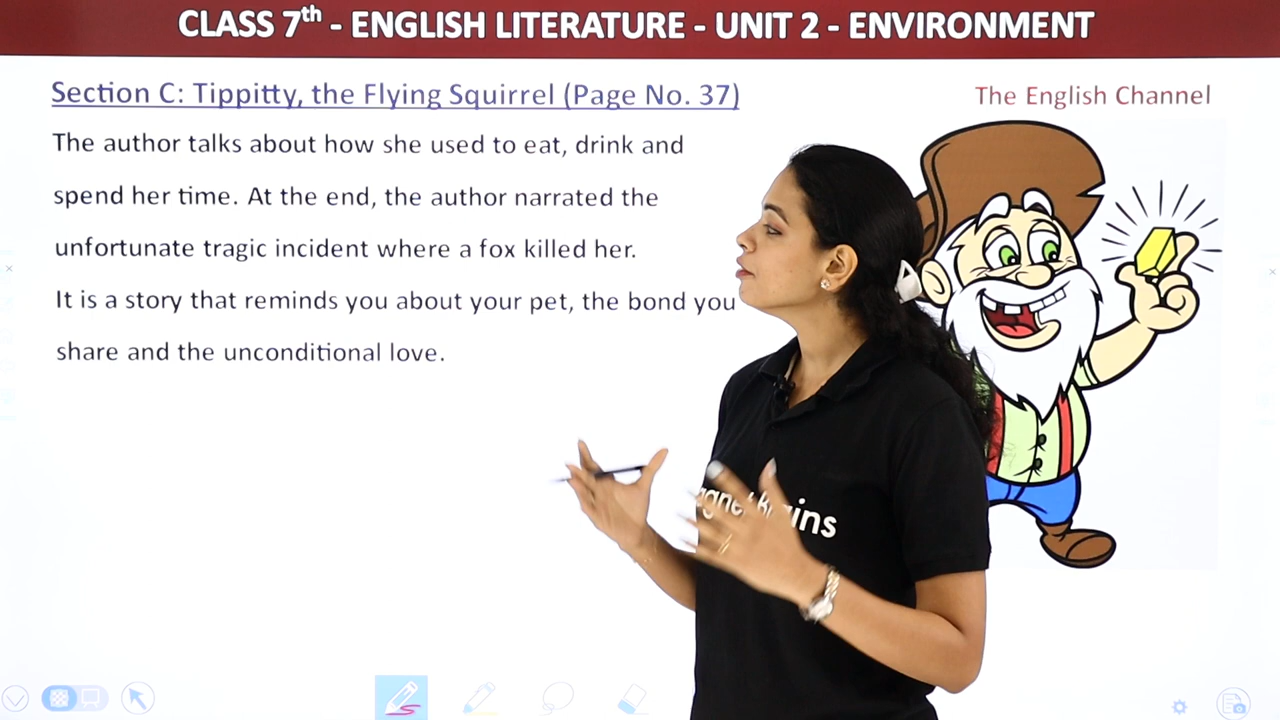 CLASS 7th - ENGLISH LITERATURE - UNIT 2 - ENVIRONMENT
Section C: Tippitty, the Flying Squirrel (Page No. 37)
The English Channel
The author talks about how she used to eat, drink and
spend her time. At the end, the author narrated the
unfortunate tragic incident where a fox killed her.
It is a story that reminds you about your pet, the bond you
share and the unconditional love.